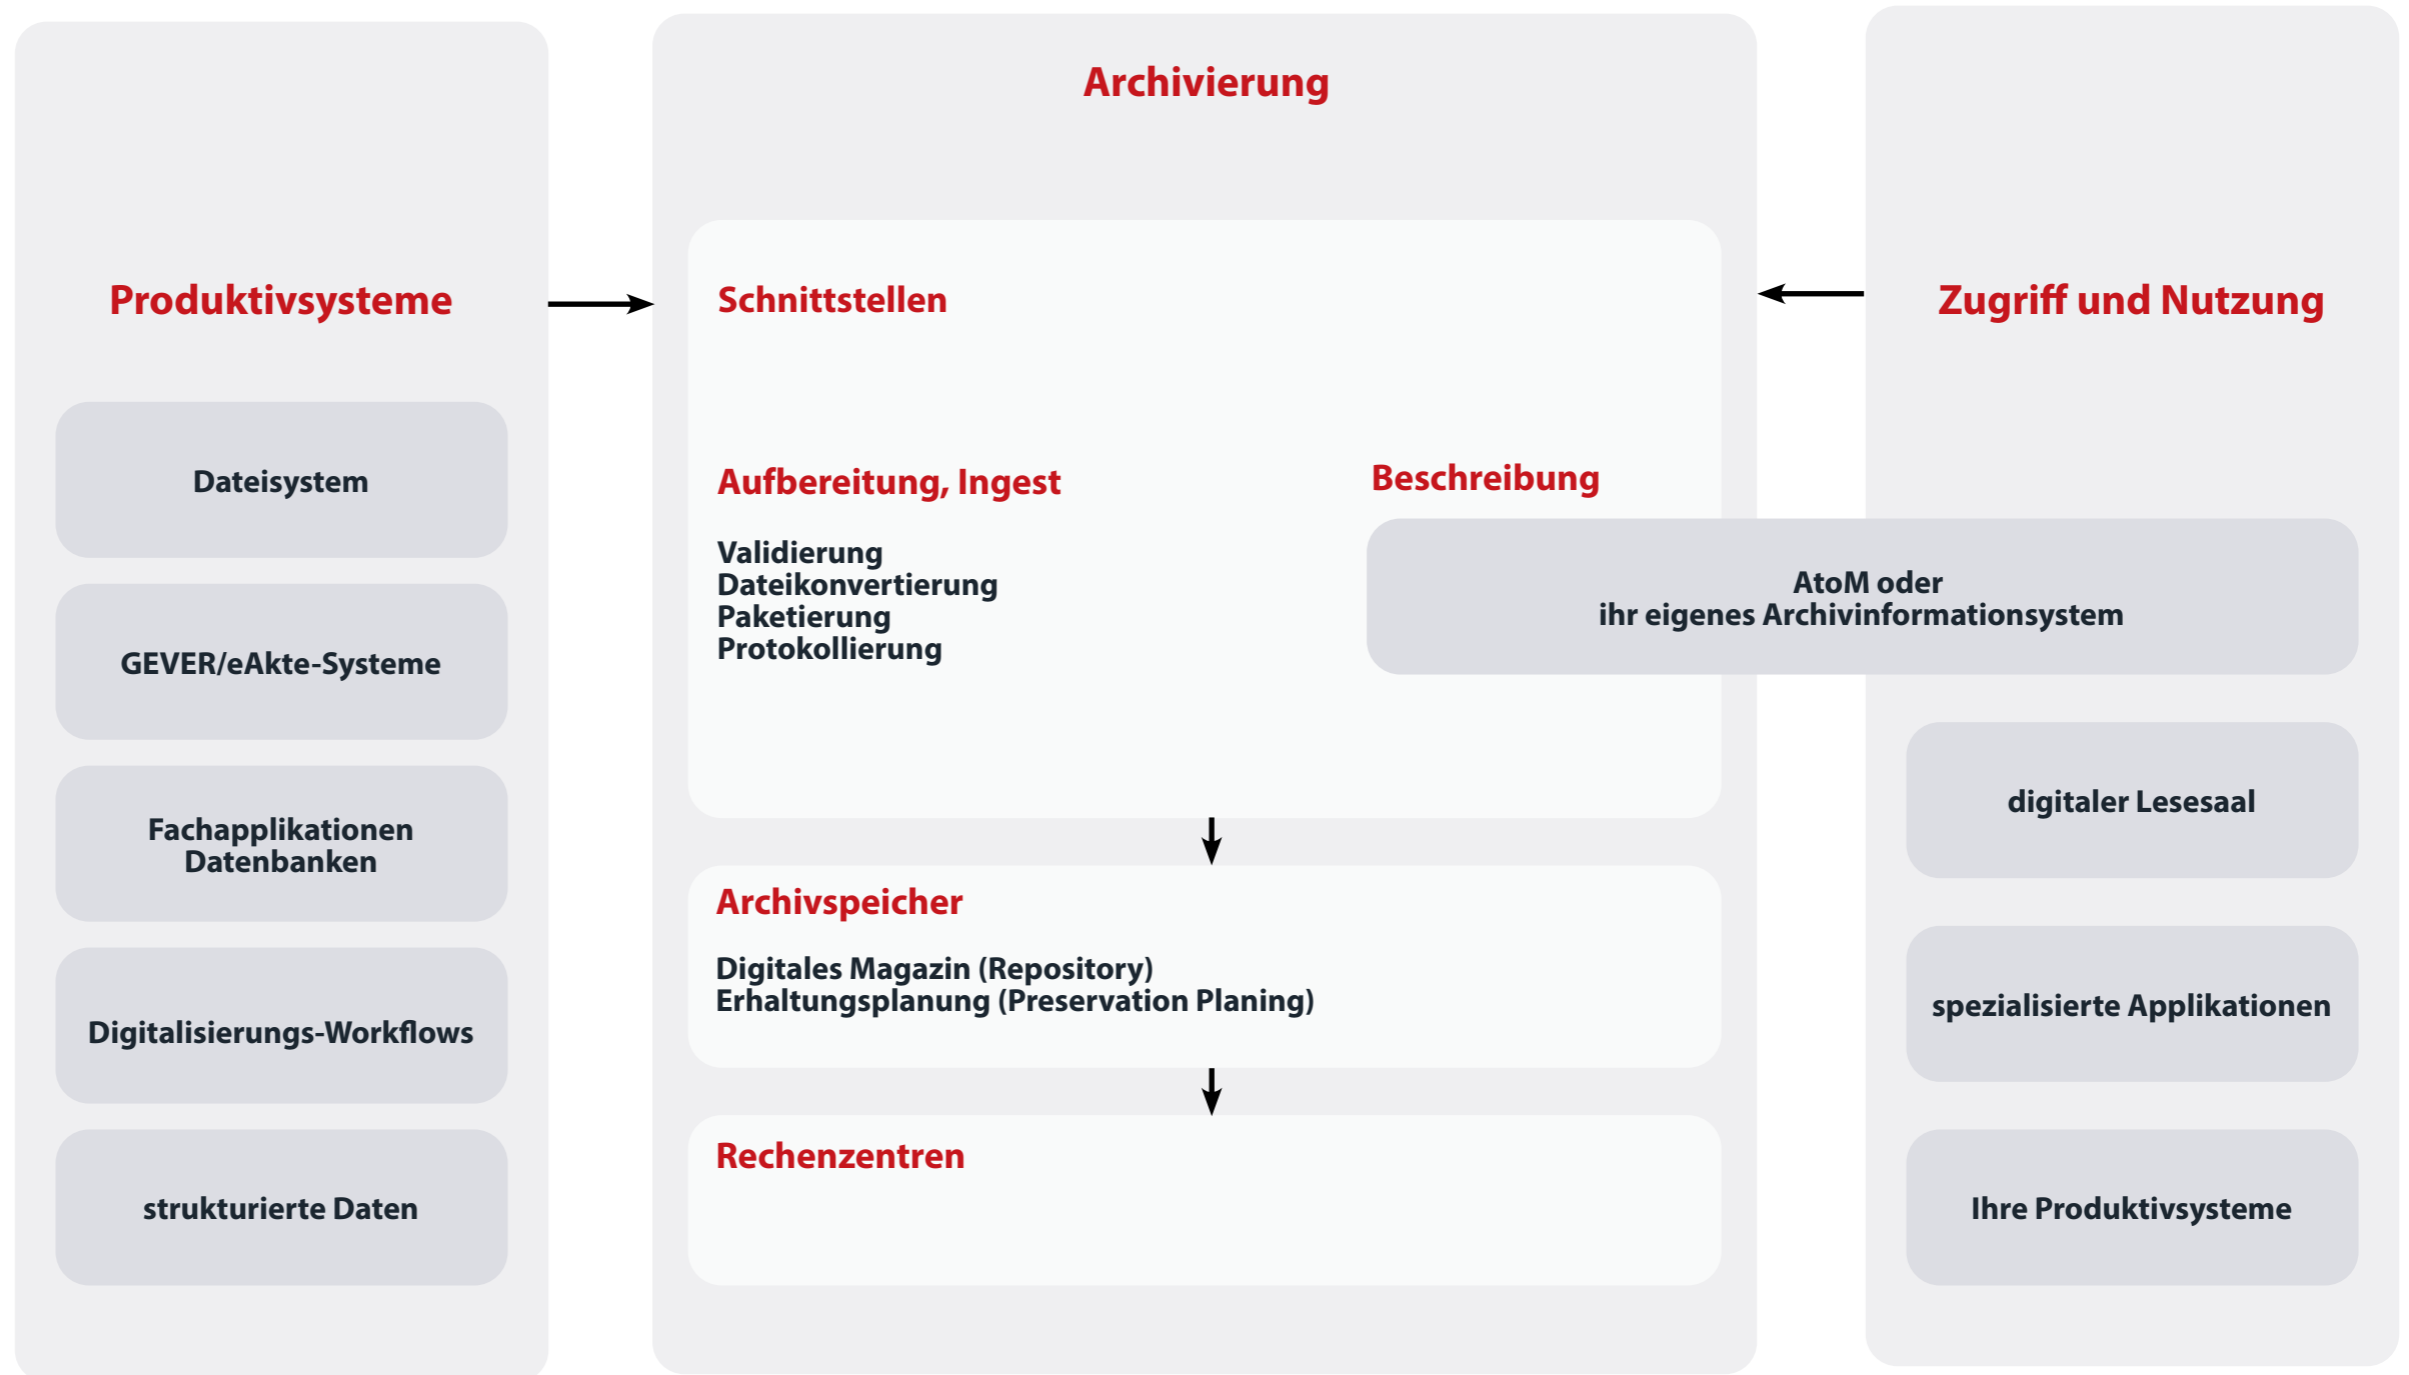 Produktivsysteme
Dateisystem
GEVER/eAkte-Systeme
Fachapplikationen
Datenbanken
Digitalisierungs-Workflows
strukturierte Daten
Archivierung
Schnittstellen
Aufbereitung, Ingest
Validierung
Dateikonvertierung
Paketierung
Protokollierung
Beschreibung
AtoM oder
ihr eigenes Archivinformationsystem
Archivspeicher
Digitales Magazin (Repository)
Erhaltungsplanung (Preservation Planing)
Rechenzentren
Zugriff und Nutzung
digitaler Lesesaal
spezialisierte Applikationen
Ihre Produktivsysteme